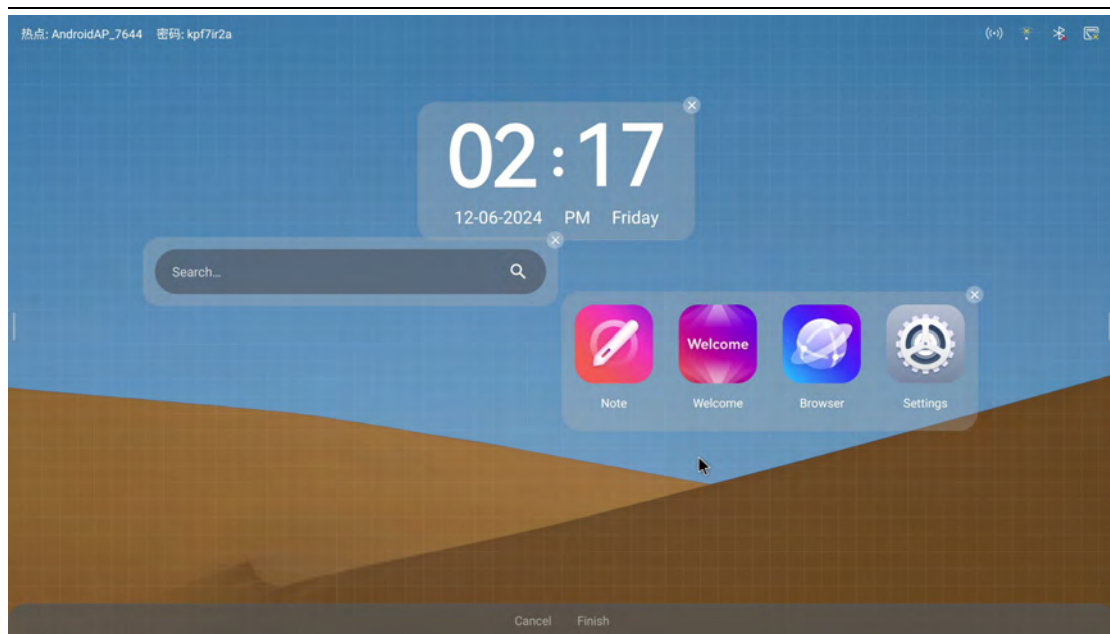 热点: AndroidAP_7644 密码: kpf7ir2a
02:17
12-06-2024 PM Friday
Search...
Welcome
Note Welcome Browser Settings
Cancel Finish